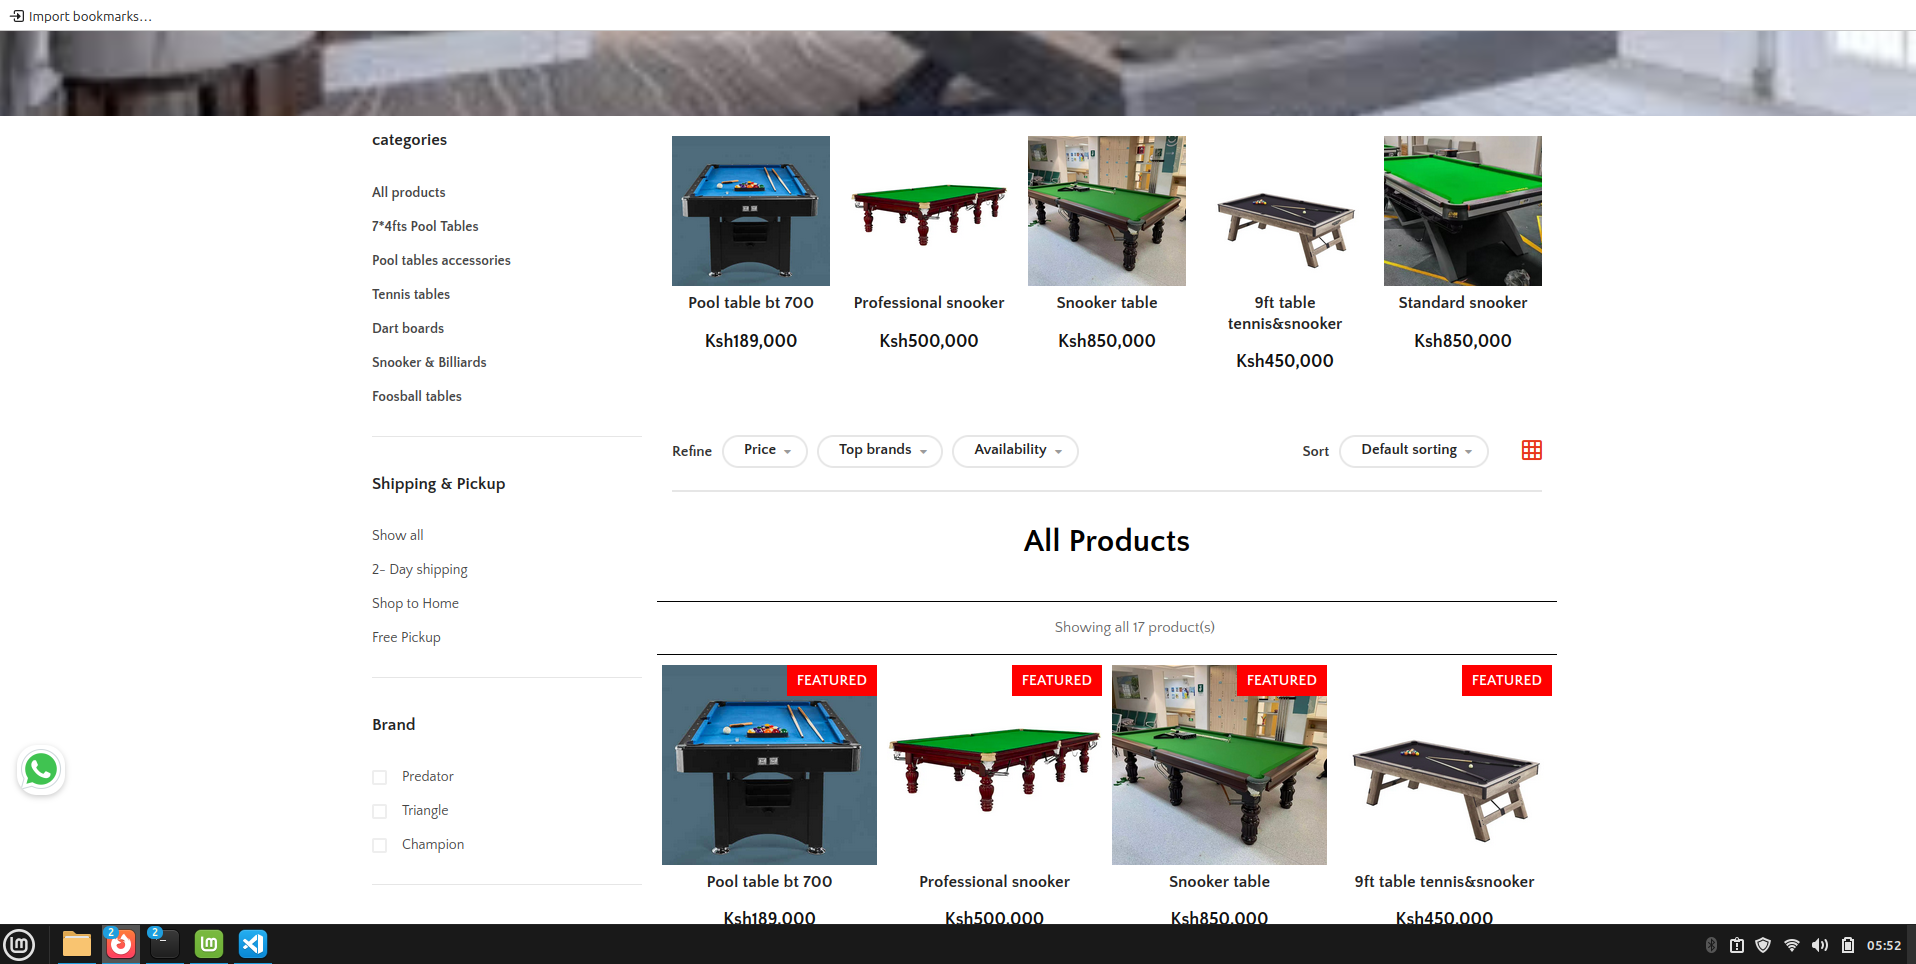 Import bookmarks...
categories
All products
7*4fts Pool Tables
Pool tables accessories
Tennis tables
Dart boards
Snooker & Billiards
Foosball tables
Shipping & Pickup
Show all
2- Day shipping
Shop to Home
Free Pickup
Brand
Predator
Triangle
Champion
Pool table bt 700
Ksh189,000
Professional snooker
Ksh500,000
Snooker table
Ksh850,000
9ft table
tennis&snooker
Ksh450,000
Standard snooker
Ksh850,000
Refine Price Top brands Availability Sort Default sorting
All Products
Showing all 17 product(s)
FEATURED FEATURED FEATURED FEATURED
Pool table bt 700
Ksh189,000
Professional snooker
Ksh500,000
Snooker table
Ksh850,000
9ft table tennis&snooker
Ksh450,000
2 2
05:52